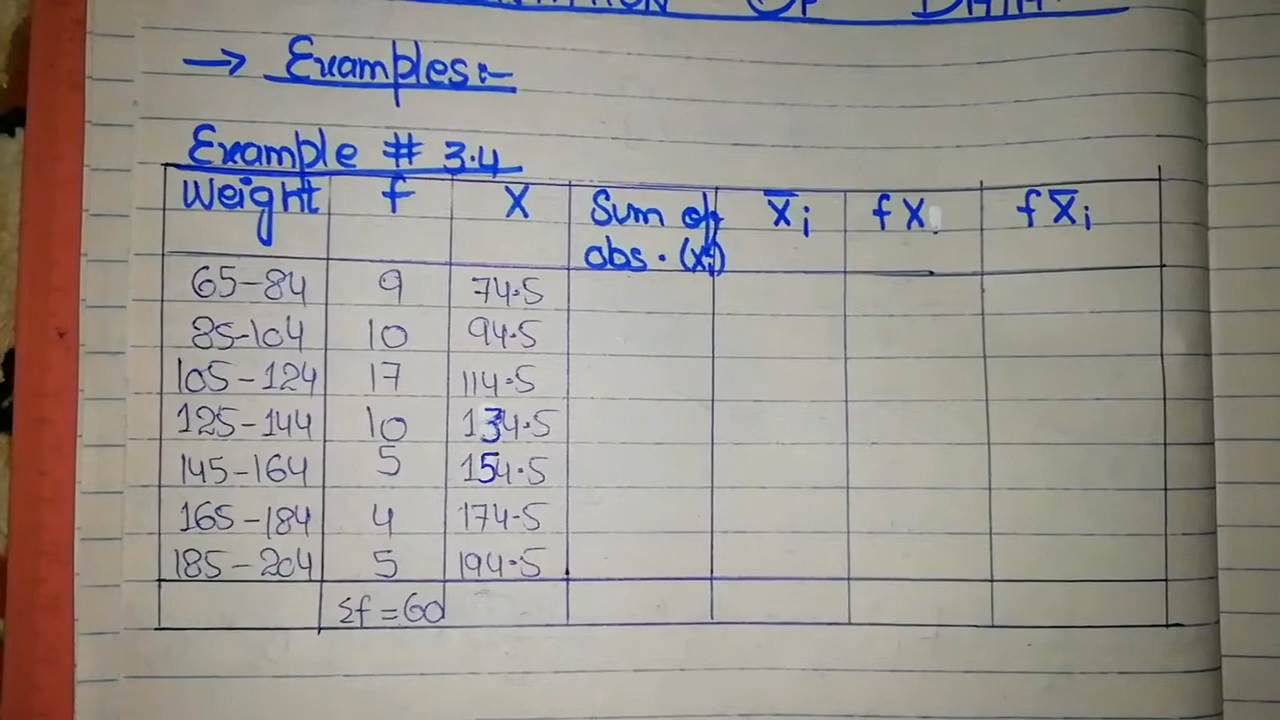 OF DATA
→ Examples:-
Example # 3.4
Weight f X Sum of obs. (xi) X̄i fX fX̄i
65-84 9 74.5
85-104 10 94.5
105-124 17 114.5
125-144 10 134.5
145-164 5 154.5
165-184 4 174.5
185-204 5 194.5
Σf = 60